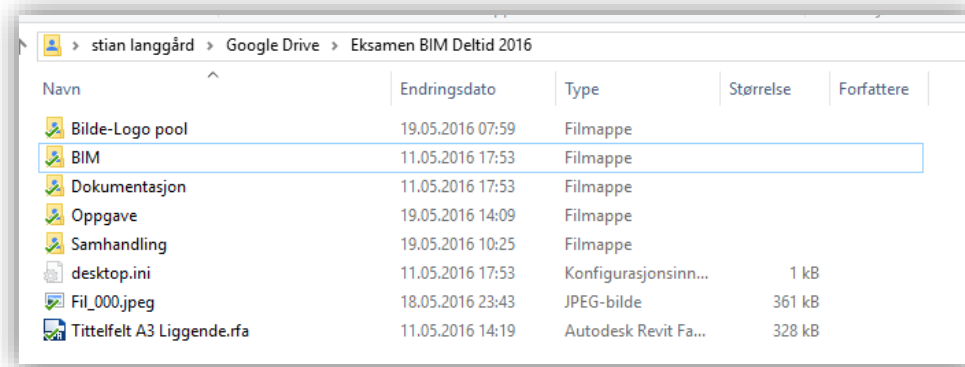 stian langgård > Google Drive > Eksamen BIM Deltid 2016
Navn Endringsdato Type Størrelse Forfattere
Bilde-Logo pool 19.05.2016 07:59 Filmappe
BIM 11.05.2016 17:53 Filmappe
Dokumentasjon 11.05.2016 17:53 Filmappe
Oppgave 19.05.2016 14:09 Filmappe
Samhandling 19.05.2016 10:25 Filmappe
desktop.ini 11.05.2016 17:53 Konfigurasjonsinn... 1 kB
Fil_000.jpeg 18.05.2016 23:43 JPEG-bilde 361 kB
Tittelfelt A3 Liggende.rfa 11.05.2016 14:19 Autodesk Revit Fa... 328 kB